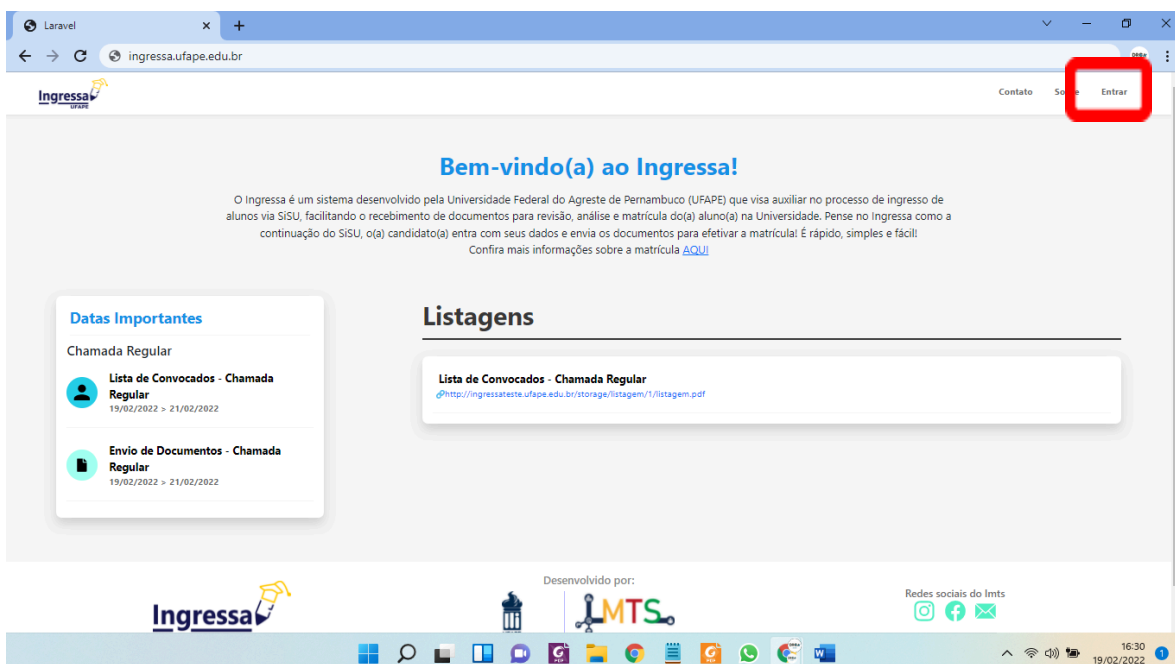 Laravel
ingressa.ufape.edu.br
Ingressa
UFAPE
Contato
Entrar
Bem-vindo(a) ao Ingressa!
O Ingressa é um sistema desenvolvido pela Universidade Federal do Agreste de Pernambuco (UFAPE) que visa auxiliar no processo de ingresso de
alunos via SiSU, facilitando o recebimento de documentos para revisão, análise e matrícula do(a) aluno(a) na Universidade. Pense no Ingressa como a
continuação do SiSU, o(a) candidato(a) entra com seus dados e envia os documentos para efetivar a matrícula! É rápido, simples e fácil!
Confira mais informações sobre a matrícula AQUI
Datas Importantes
Chamada Regular
Lista de Convocados - Chamada
Regular
19/02/2022 > 21/02/2022
Envio de Documentos - Chamada
Regular
19/02/2022 > 21/02/2022
Listagens
Lista de Convocados - Chamada Regular
http://ingressateste.ufape.edu.br/storage/listagem/1/listagem.pdf
Ingressa
Desenvolvido por:
LMTS
Redes sociais do lmts
16:30
19/02/2022
1